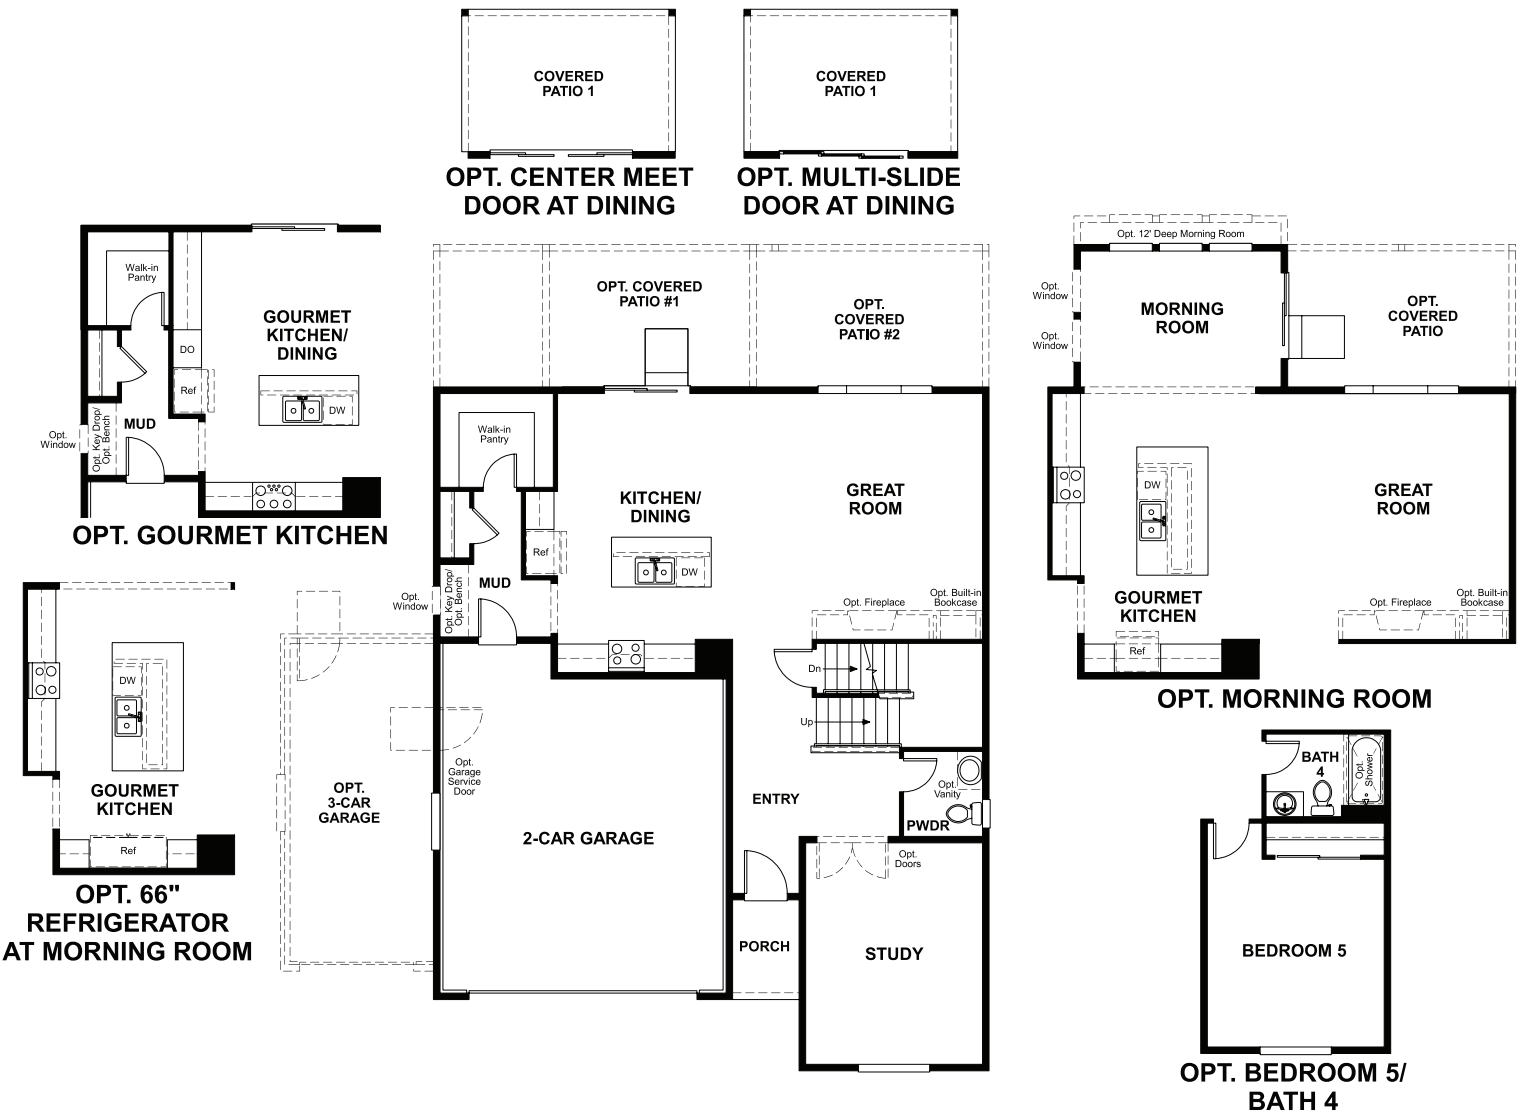 COVERED
PATIO 1
OPT. CENTER MEET
DOOR AT DINING
COVERED
PATIO 1
OPT. MULTI-SLIDE
DOOR AT DINING
Walk-in
Pantry
GOURMET
KITCHEN/
DINING
DO
Ref
DW
MUD
Opt.
Window
Opt. Key Drop/
Opt. Bench
OPT. GOURMET KITCHEN
DW
GOURMET
KITCHEN
Ref
OPT. 66"
REFRIGERATOR
AT MORNING ROOM
OPT. COVERED
PATIO #1
OPT.
COVERED
PATIO #2
Walk-in
Pantry
KITCHEN/
DINING
GREAT
ROOM
Ref
DW
MUD
Opt.
Window
Opt. Key Drop/
Opt. Bench
Opt. Fireplace
Opt. Built-in
Bookcase
Dn
Up
Opt.
Garage
Service
Door
OPT.
3-CAR
GARAGE
2-CAR GARAGE
ENTRY
Opt.
Vanity
PWDR
Opt.
Doors
PORCH
STUDY
Opt. 12' Deep Morning Room
Opt.
Window
Opt.
Window
MORNING
ROOM
OPT.
COVERED
PATIO
DW
GREAT
ROOM
GOURMET
KITCHEN
Opt. Fireplace
Opt. Built-in
Bookcase
Ref
OPT. MORNING ROOM
BATH
4
Opt.
Shower
BEDROOM 5
OPT. BEDROOM 5/
BATH 4